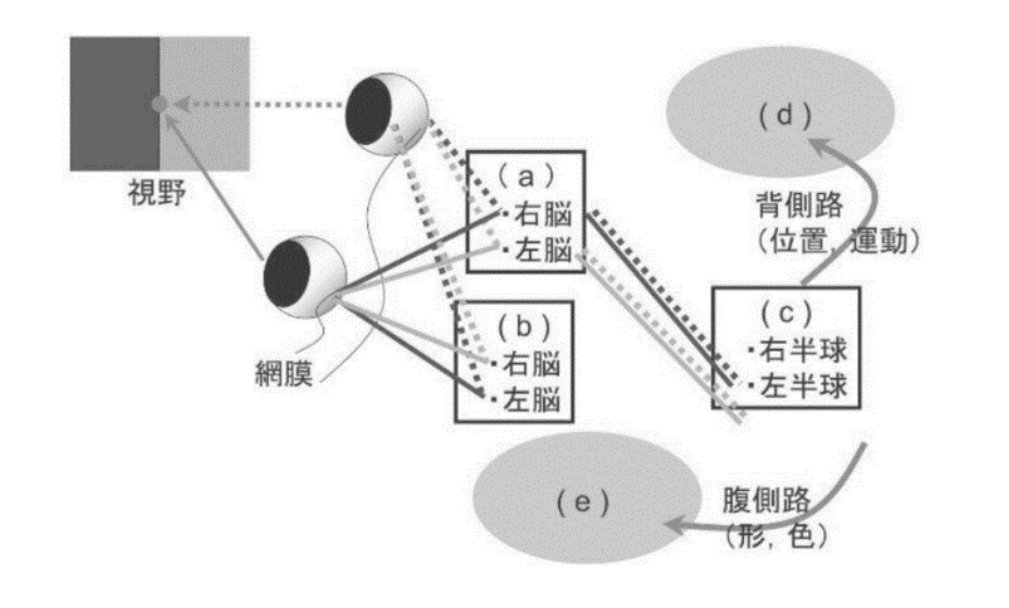 視野
網膜
(a)
・右脳
・左脳
(b)
・右脳
・左脳
(c)
・右半球
・左半球
(d)
背側路
(位置, 運動)
(e)
腹側路
(形, 色)